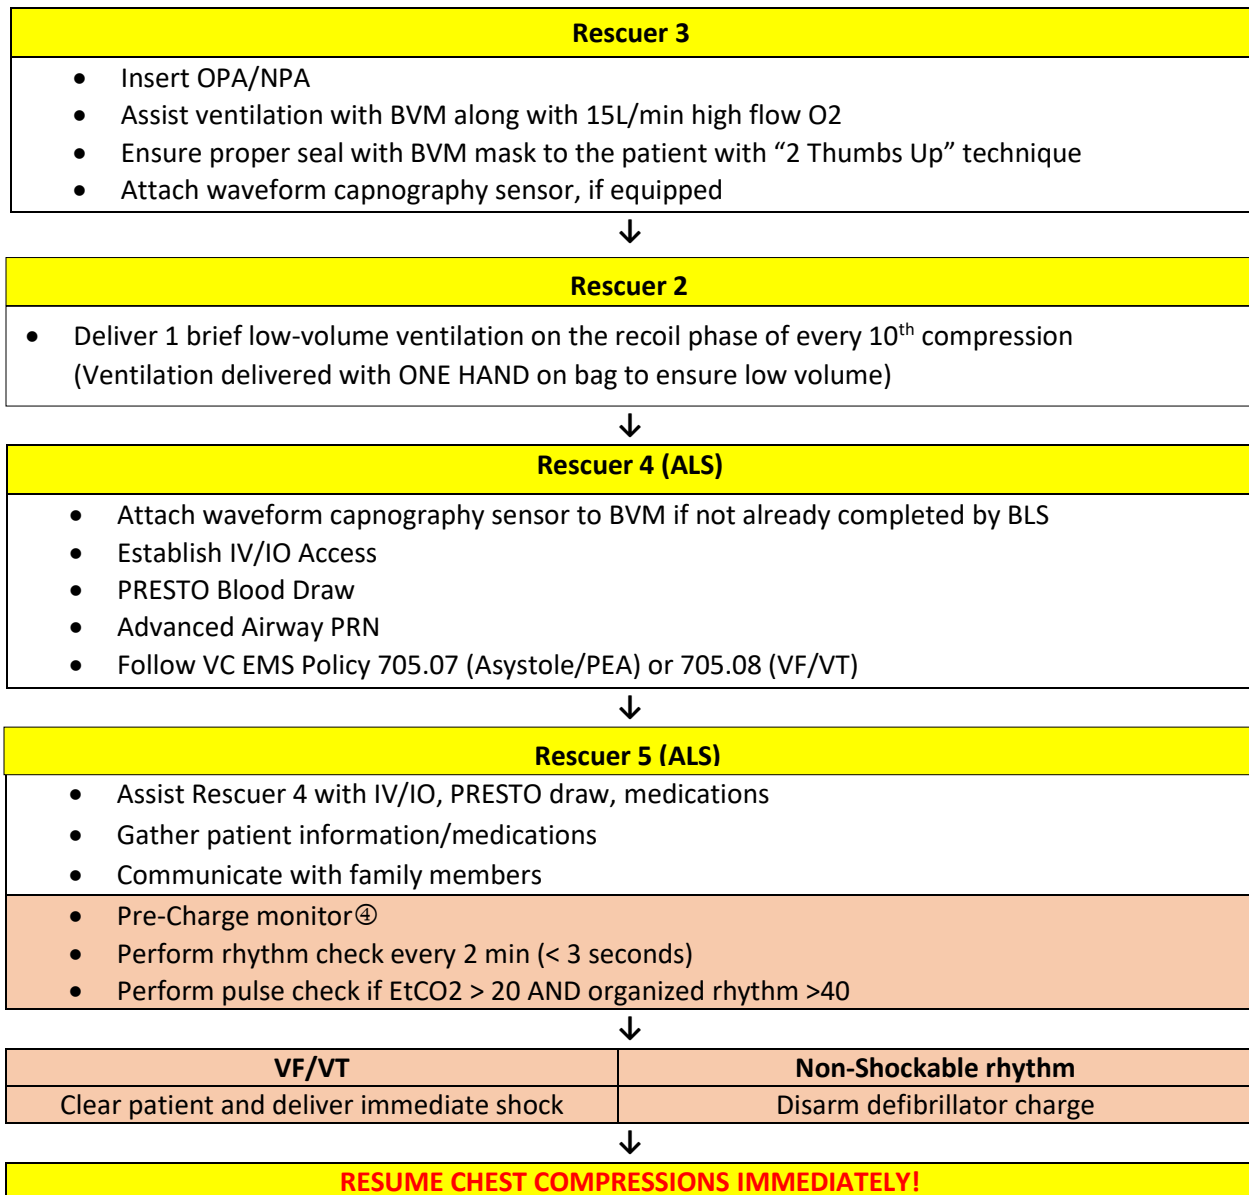 Rescuer 3
• Insert OPA/NPA
• Assist ventilation with BVM along with 15L/min high flow O2
• Ensure proper seal with BVM mask to the patient with “2 Thumbs Up” technique
• Attach waveform capnography sensor, if equipped
↓
Rescuer 2
• Deliver 1 brief low-volume ventilation on the recoil phase of every 10th compression
(Ventilation delivered with ONE HAND on bag to ensure low volume)
↓
Rescuer 4 (ALS)
• Attach waveform capnography sensor to BVM if not already completed by BLS
• Establish IV/IO Access
• PRESTO Blood Draw
• Advanced Airway PRN
• Follow VC EMS Policy 705.07 (Asystole/PEA) or 705.08 (VF/VT)
↓
Rescuer 5 (ALS)
• Assist Rescuer 4 with IV/IO, PRESTO draw, medications
• Gather patient information/medications
• Communicate with family members
• Pre-Charge monitor④
• Perform rhythm check every 2 min (< 3 seconds)
• Perform pulse check if EtCO2 > 20 AND organized rhythm >40
↓
VF/VT Non-Shockable rhythm
Clear patient and deliver immediate shock Disarm defibrillator charge
↓
RESUME CHEST COMPRESSIONS IMMEDIATELY!